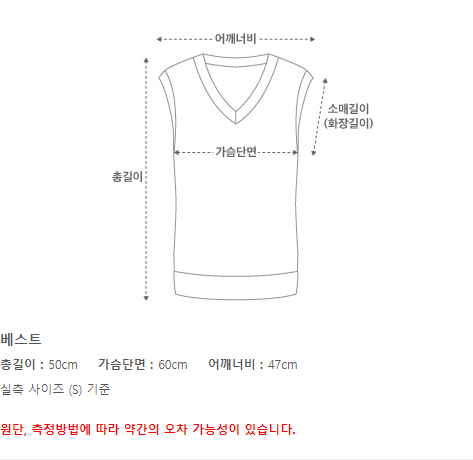 어깨너비
소매길이
(화장길이)
가슴단면
총길이
베스트
총길이 : 50cm 가슴단면 : 60cm 어깨너비 : 47cm
실측 사이즈 (S) 기준
원단, 측정방법에 따라 약간의 오차 가능성이 있습니다.